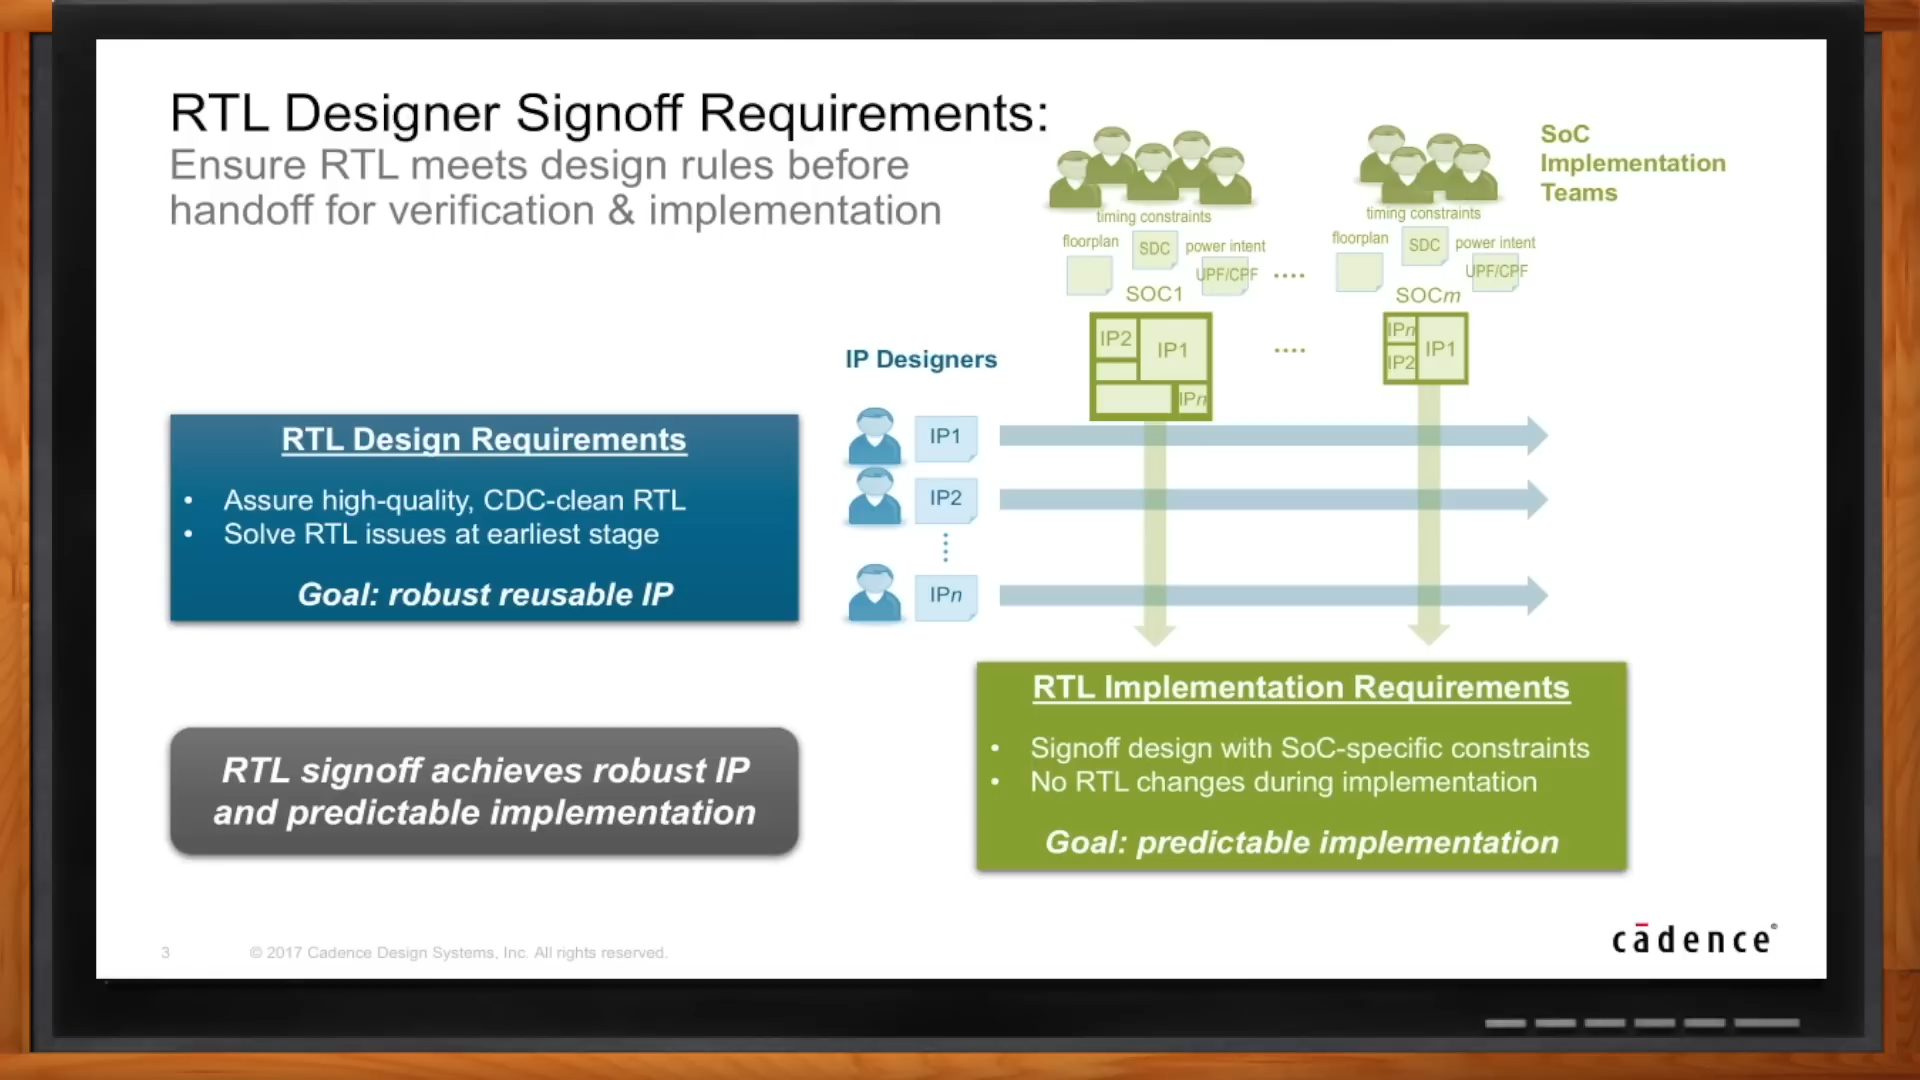 RTL Designer Signoff Requirements:
Ensure RTL meets design rules before
handoff for verification & implementation
SoC
Implementation
Teams
timing constraints
floorplan
SDC
power intent
UPF/CPF
SOC1
....
timing constraints
floorplan
SDC
power intent
UPF/CPF
SOCm
IP2
IP1
IPn
....
IPn
IP2
IP1
IP Designers
IP1
IP2
IPn
RTL Design Requirements
• Assure high-quality, CDC-clean RTL
• Solve RTL issues at earliest stage
Goal: robust reusable IP
RTL Implementation Requirements
• Signoff design with SoC-specific constraints
• No RTL changes during implementation
Goal: predictable implementation
RTL signoff achieves robust IP
and predictable implementation
3
© 2017 Cadence Design Systems, Inc. All rights reserved.
cādence®